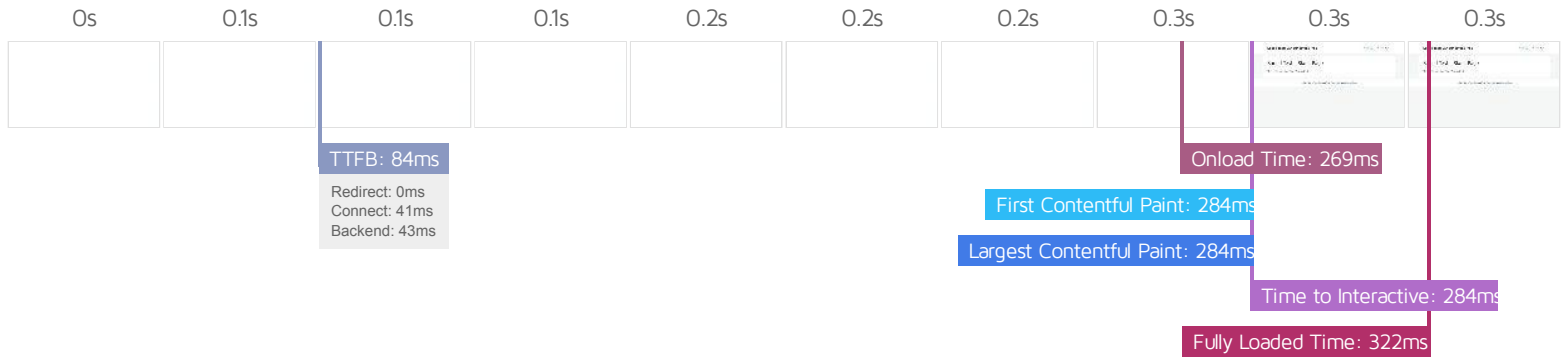 0s 0.1s 0.1s 0.1s 0.2s 0.2s 0.2s 0.3s 0.3s 0.3s
TTFB: 84ms
Redirect: 0ms
Connect: 41ms
Backend: 43ms
Onload Time: 269ms
First Contentful Paint: 284ms
Largest Contentful Paint: 284ms
Time to Interactive: 284ms
Fully Loaded Time: 322ms